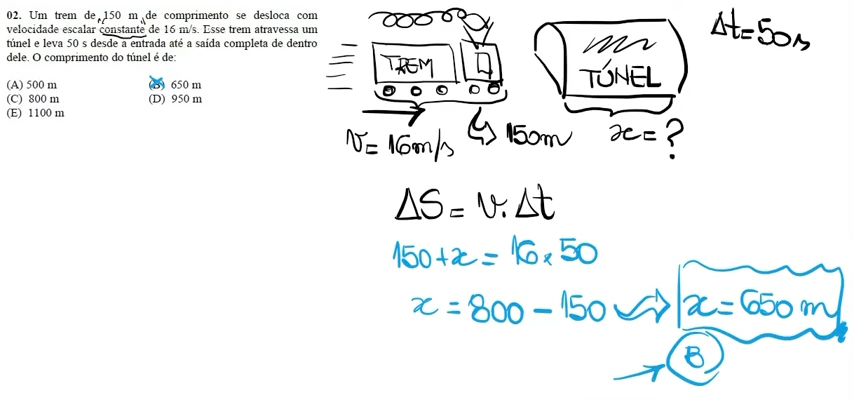 02. Um trem de 150 m de comprimento se desloca com
velocidade escalar constante de 16 m/s. Esse trem atravessa um
túnel e leva 50 s desde a entrada até a saída completa de dentro
dele. O comprimento do túnel é de:
(A) 500 m
(B) 650 m
(C) 800 m
(D) 950 m
(E) 1100 m
TREM
TÚNEL
Δt=50s
V=16m/s
150m
x=?
ΔS=v.Δt
150+x=16×50
x=800-150
x=650m
B